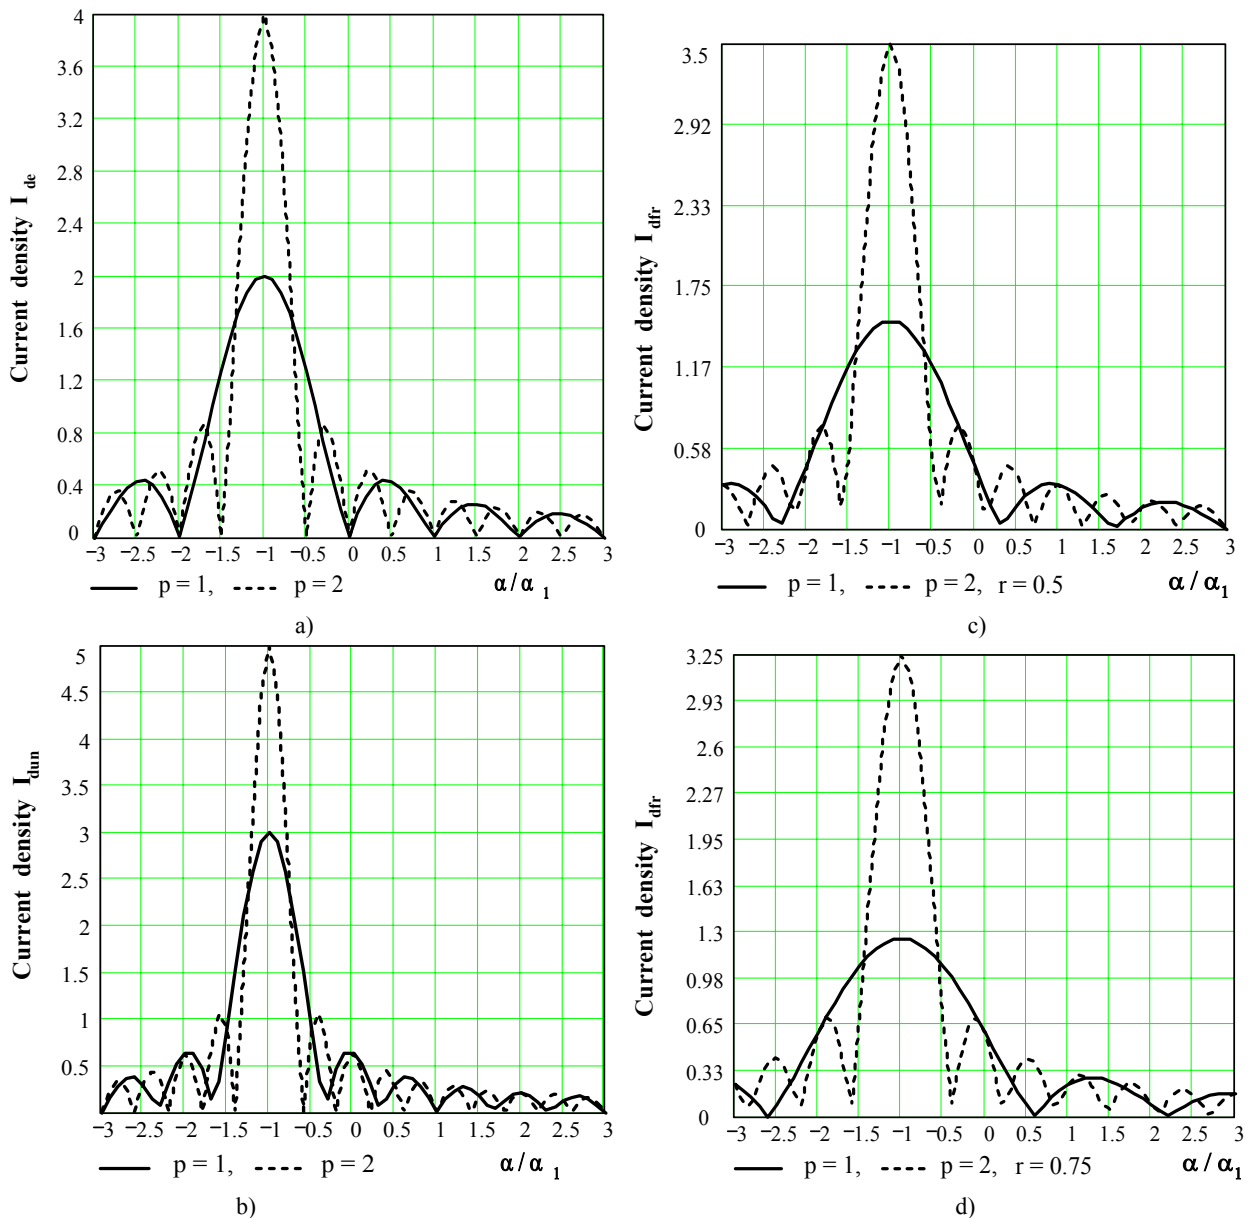 Current density I de
4
3.6
3.2
2.8
2.4
2
1.6
1.2
0.8
0.4
0
−3 −2.5 −2 −1.5 −1 −0.5 0 0.5 1 1.5 2 2.5 3
p = 1, p = 2 α/α 1
a)
Current density I dfr
3.5
2.92
2.33
1.75
1.17
0.58
0
−3 −2.5 −2 −1.5 −1 −0.5 0 0.5 1 1.5 2 2.5 3
p = 1, p = 2, r = 0.5 α/α1
c)
Current density I dun
5
4.5
4
3.5
3
2.5
2
1.5
1
0.5
−3 −2.5 −2 −1.5 −1 −0.5 0 0.5 1 1.5 2 2.5 3
p = 1, p = 2 α/α 1
b)
Current density I dfr
3.25
2.93
2.6
2.27
1.95
1.63
1.3
0.98
0.65
0.33
0
−3 −2.5 −2 −1.5 −1 −0.5 0 0.5 1 1.5 2 2.5 3
p = 1, p = 2, r = 0.75 α/α1
d)